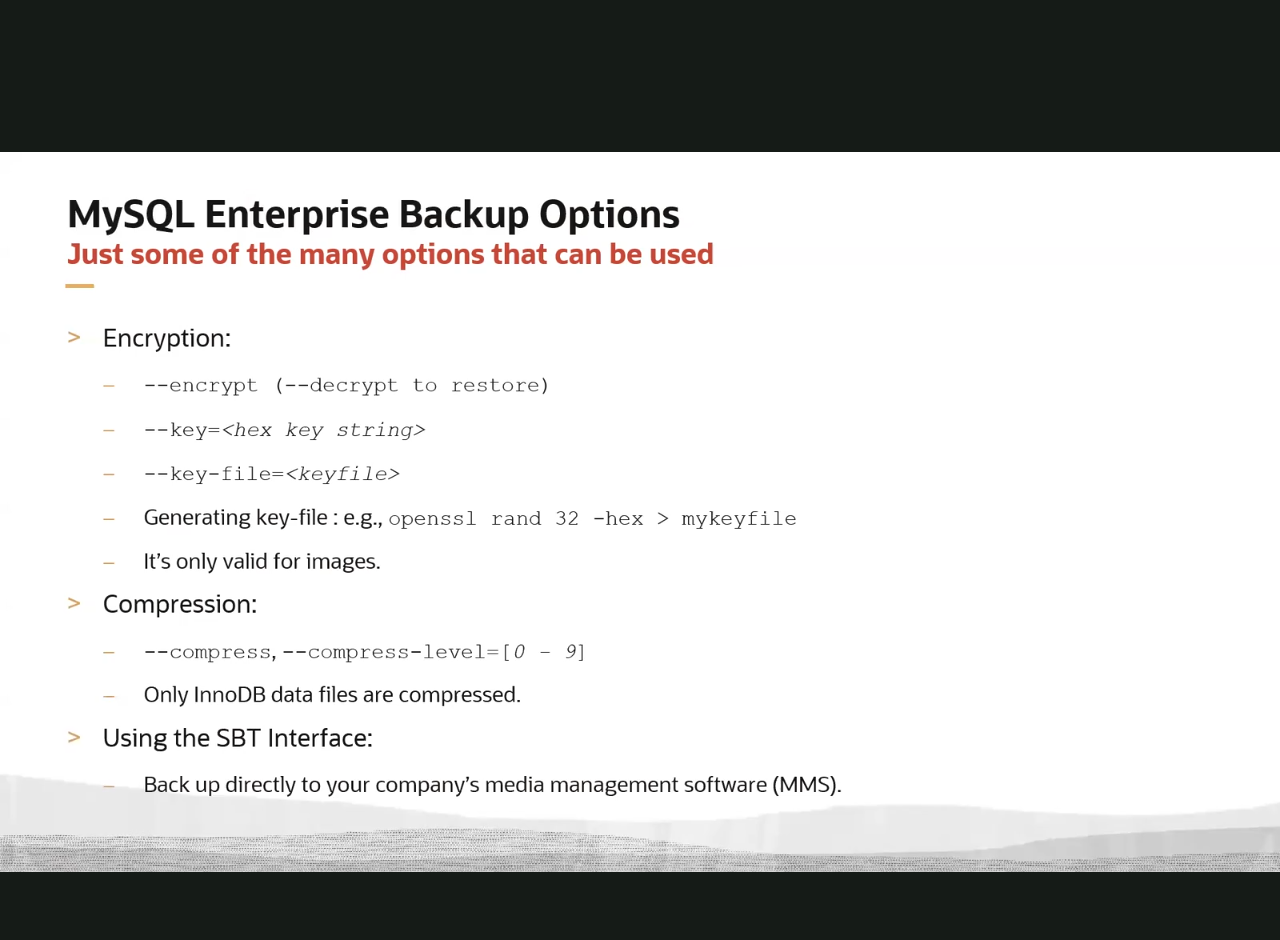 MySQL Enterprise Backup Options
Just some of the many options that can be used
> Encryption:
– --encrypt (--decrypt to restore)
– --key=<hex key string>
– --key-file=<keyfile>
– Generating key-file : e.g., openssl rand 32 -hex > mykeyfile
– It’s only valid for images.
> Compression:
– --compress, --compress-level=[0 – 9]
– Only InnoDB data files are compressed.
> Using the SBT Interface:
– Back up directly to your company’s media management software (MMS).